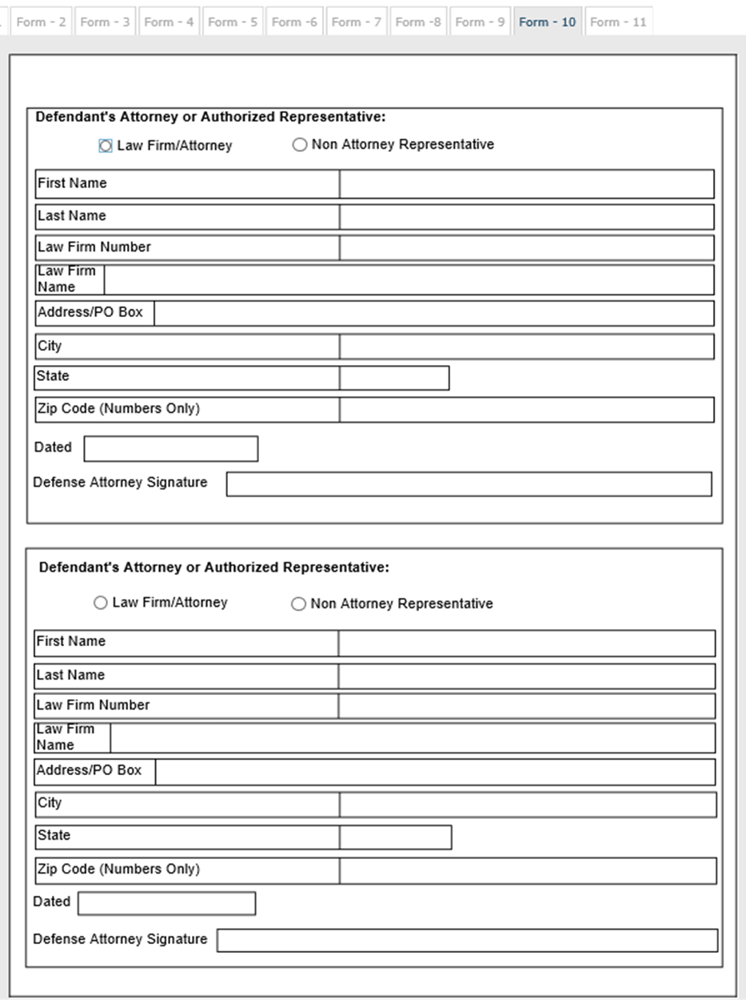 Form - 2 Form - 3 Form - 4 Form - 5 Form -6 Form - 7 Form -8 Form - 9 Form - 10 Form - 11
Defendant's Attorney or Authorized Representative:
Law Firm/Attorney Non Attorney Representative
First Name
Last Name
Law Firm Number
Law Firm
Name
Address/PO Box
City
State
Zip Code (Numbers Only)
Dated
Defense Attorney Signature
Defendant's Attorney or Authorized Representative:
Law Firm/Attorney Non Attorney Representative
First Name
Last Name
Law Firm Number
Law Firm
Name
Address/PO Box
City
State
Zip Code (Numbers Only)
Dated
Defense Attorney Signature